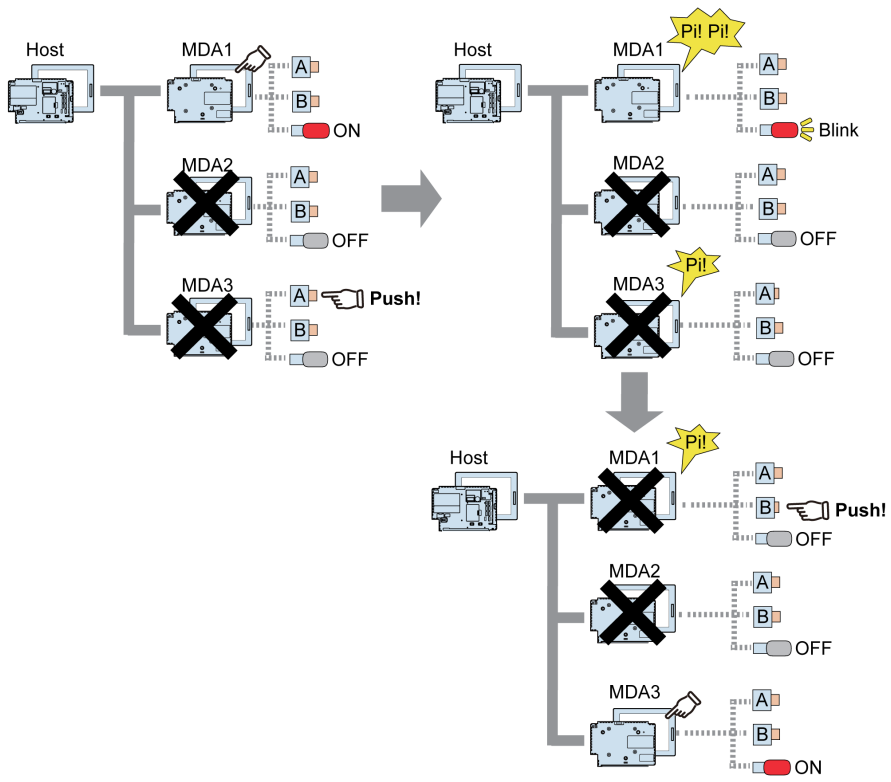 Host
MDA1
A
B
ON
MDA2
A
B
OFF
MDA3
A
Push!
B
OFF
Host
MDA1
Pi! Pi!
A
B
Blink
MDA2
A
B
OFF
MDA3
Pi!
A
B
OFF
Host
MDA1
Pi!
A
B
Push!
OFF
MDA2
A
B
OFF
MDA3
A
B
ON